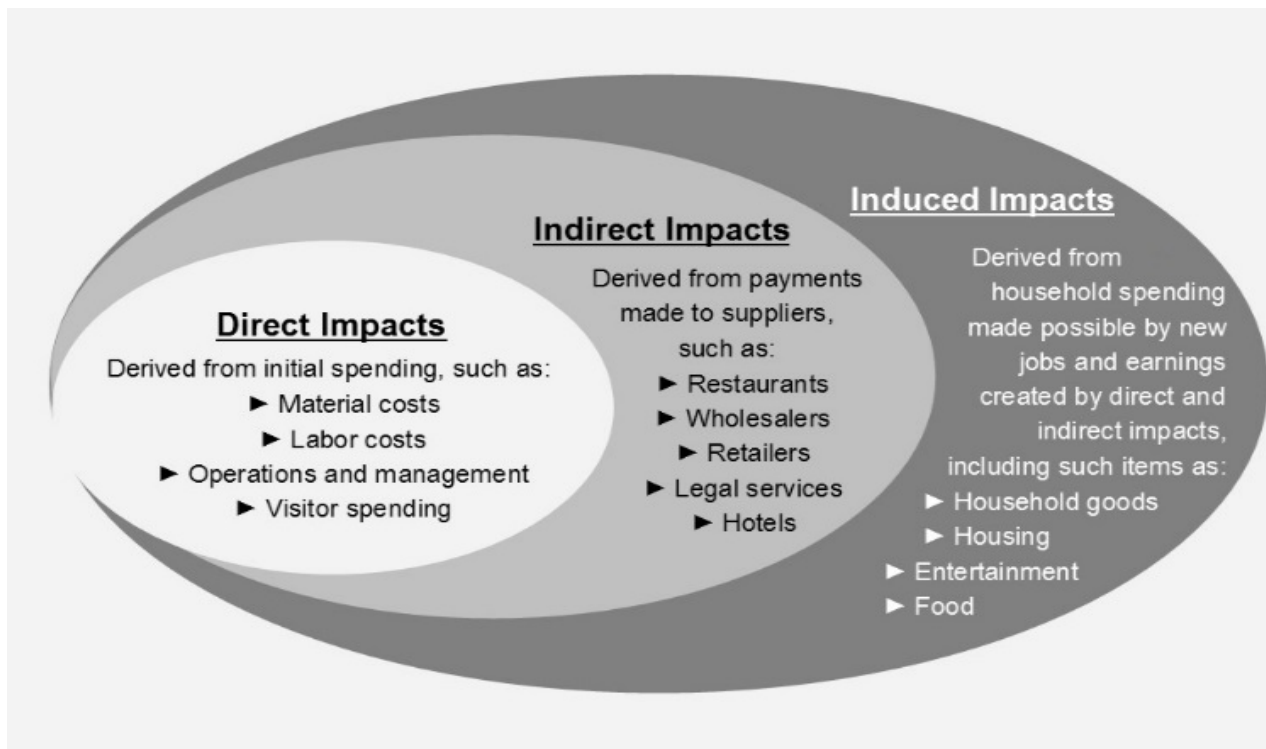 Direct Impacts
Derived from initial spending, such as:
► Material costs
► Labor costs
► Operations and management
► Visitor spending
Indirect Impacts
Derived from payments
made to suppliers,
such as:
► Restaurants
► Wholesalers
► Retailers
► Legal services
► Hotels
Induced Impacts
Derived from
household spending
made possible by new
jobs and earnings
created by direct and
indirect impacts,
including such items as:
► Household goods
► Housing
► Entertainment
► Food